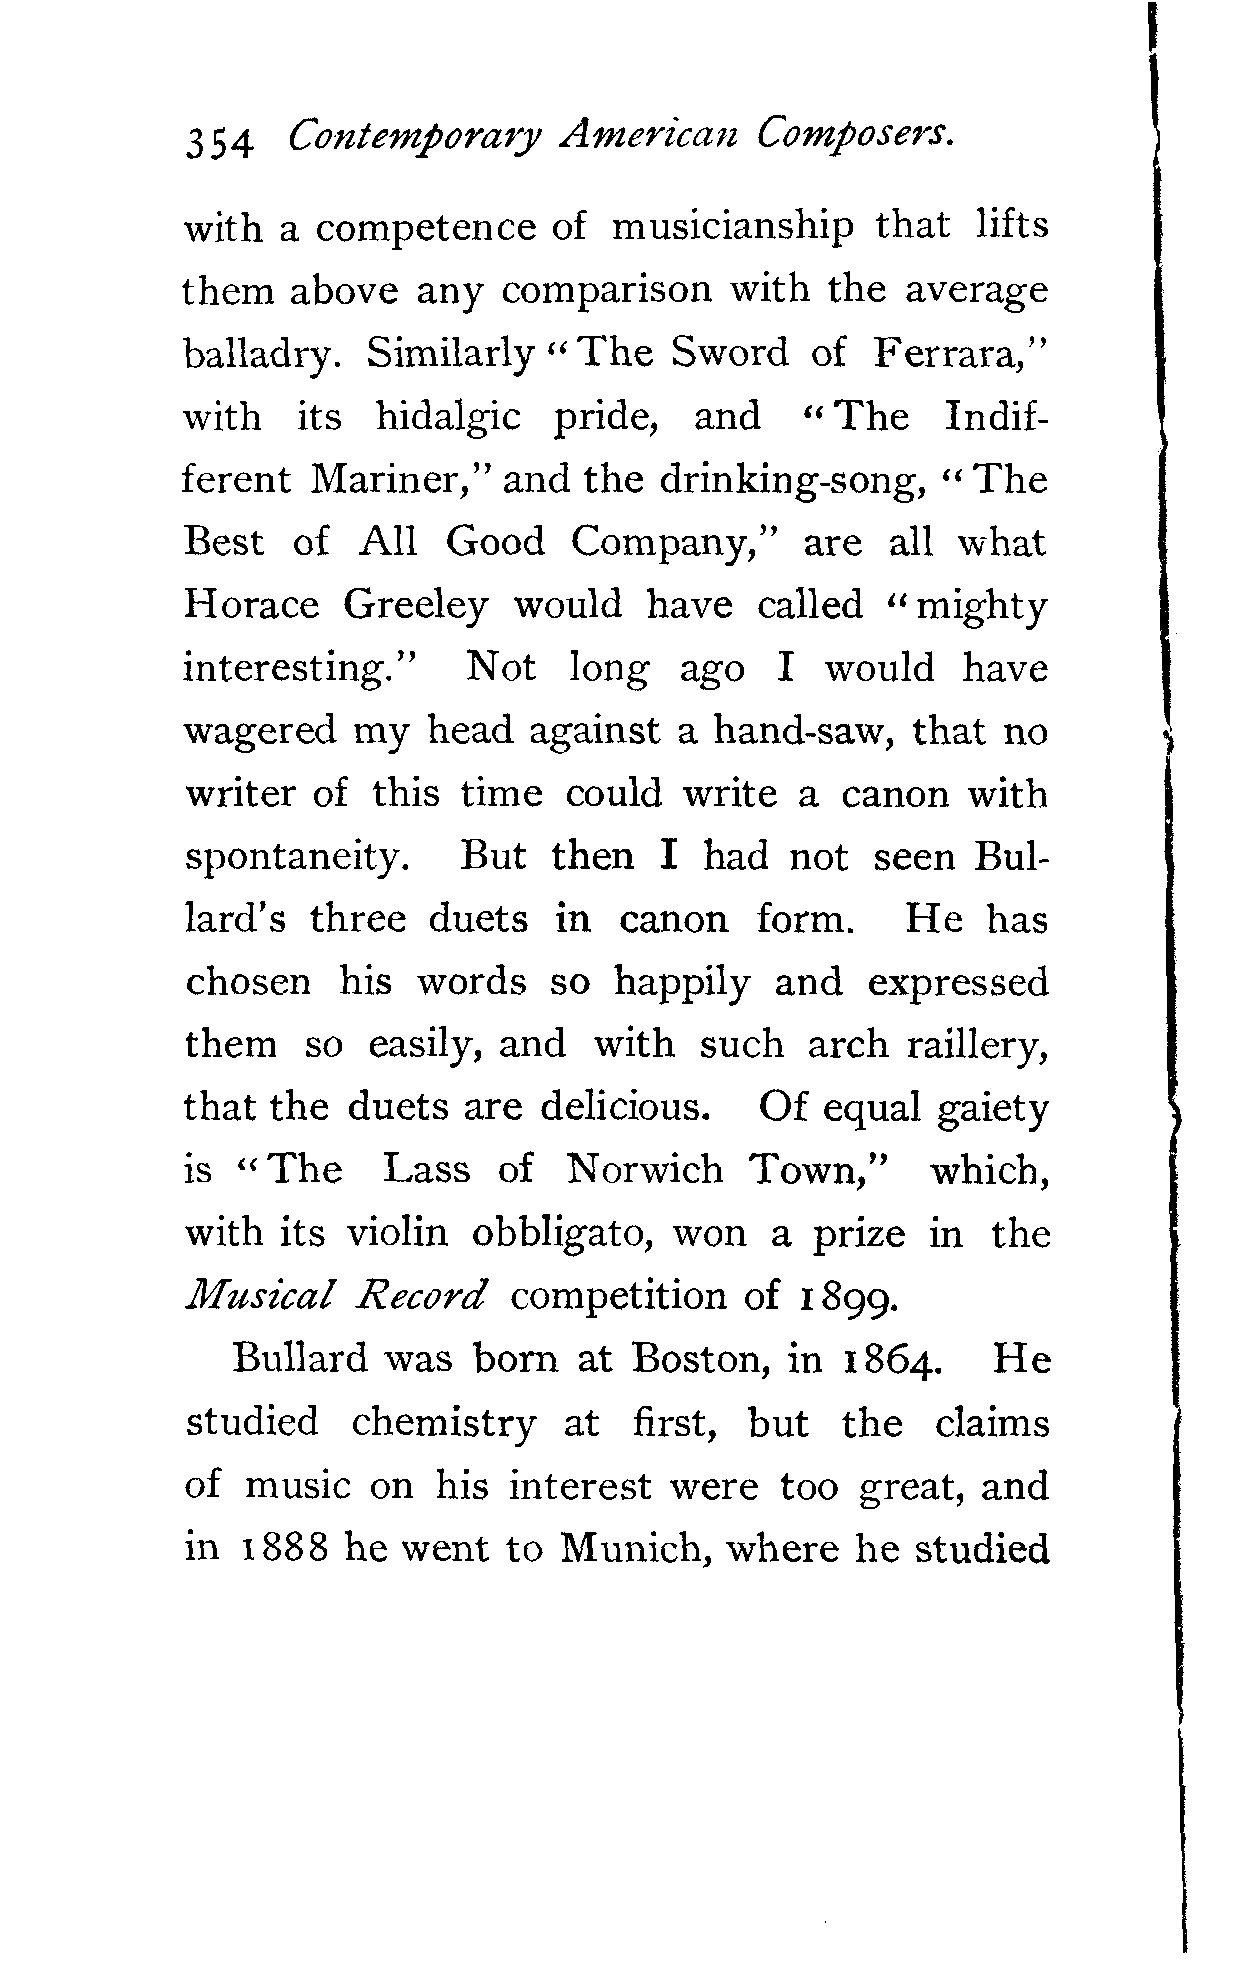 354 Contemporary American Composers.
with a competence of musicianship that lifts
them above any comparison with the average
balladry. Similarly “The Sword of Ferrara,”
with its hidalgic pride, and “The Indif-
ferent Mariner,” and the drinking-song, “The
Best of All Good Company,” are all what
Horace Greeley would have called “mighty
interesting.” Not long ago I would have
wagered my head against a hand-saw, that no
writer of this time could write a canon with
spontaneity. But then I had not seen Bul-
lard's three duets in canon form. He has
chosen his words so happily and expressed
them so easily, and with such arch raillery,
that the duets are delicious. Of equal gaiety
is “The Lass of Norwich Town,” which,
with its violin obbligato, won a prize in the
Musical Record competition of 1899.
Bullard was born at Boston, in 1864. He
studied chemistry at first, but the claims
of music on his interest were too great, and
in 1888 he went to Munich, where he studied